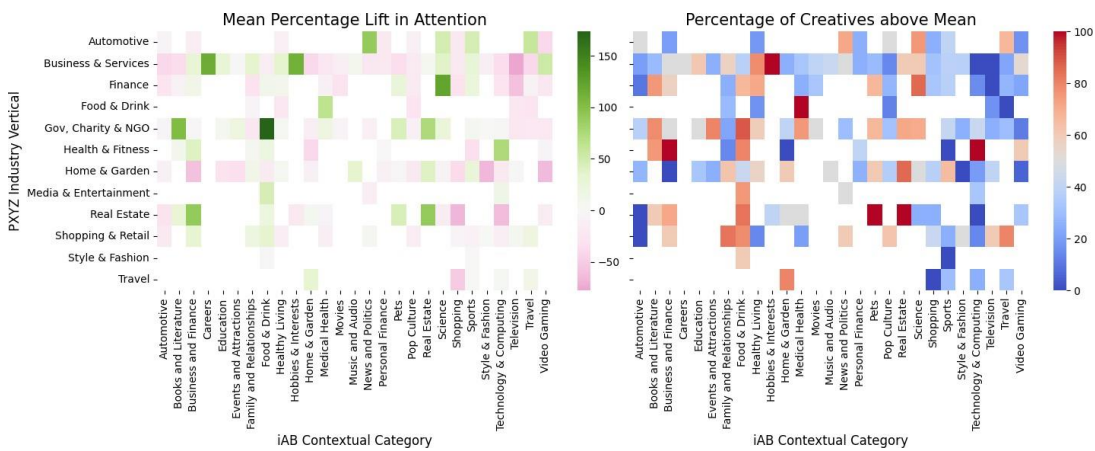 Mean Percentage Lift in Attention
Percentage of Creatives above Mean
PXYZ Industry Vertical
Automotive
Business & Services
Finance
Food & Drink
Gov, Charity & NGO
Health & Fitness
Home & Garden
Media & Entertainment
Real Estate
Shopping & Retail
Style & Fashion
Travel
150
100
50
0
−50
100
80
60
40
20
0
Automotive
Books and Literature
Business and Finance
Careers
Education
Events and Attractions
Family and Relationships
Food & Drink
Healthy Living
Hobbies & Interests
Home & Garden
Medical Health
Movies
Music and Audio
News and Politics
Personal Finance
Pets
Pop Culture
Real Estate
Science
Shopping
Sports
Style & Fashion
Technology & Computing
Television
Travel
Video Gaming
iAB Contextual Category
Automotive
Books and Literature
Business and Finance
Careers
Education
Events and Attractions
Family and Relationships
Food & Drink
Healthy Living
Hobbies & Interests
Home & Garden
Medical Health
Movies
Music and Audio
News and Politics
Personal Finance
Pets
Pop Culture
Real Estate
Science
Shopping
Sports
Style & Fashion
Technology & Computing
Television
Travel
Video Gaming
iAB Contextual Category